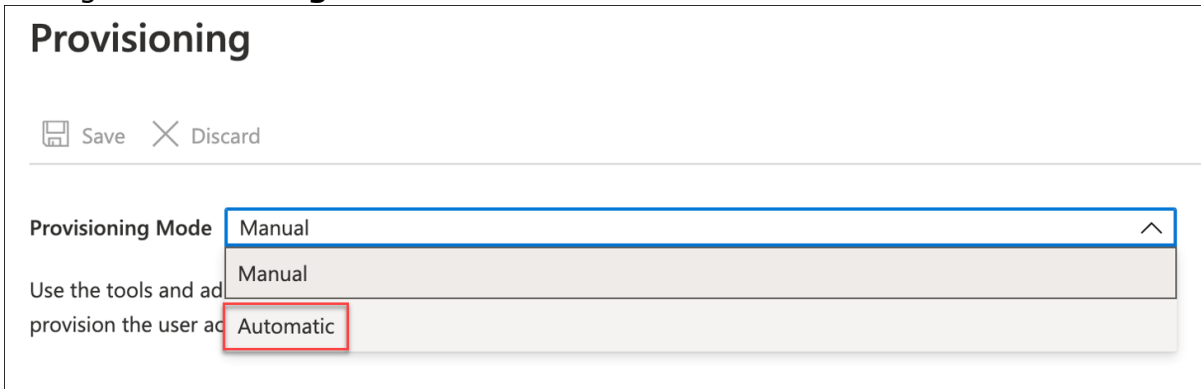 Provisioning
Save Discard
Provisioning Mode Manual
Manual
Use the tools and ad
provision the user ac Automatic